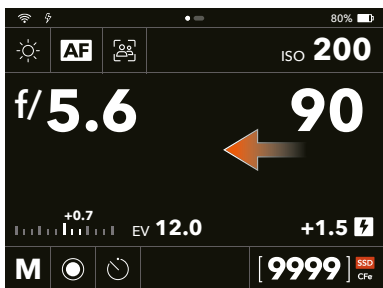 80%
AF ISO 200
f/5.6 90
+0.7
EV 12.0 +1.5
M [9999] SSD
CFe